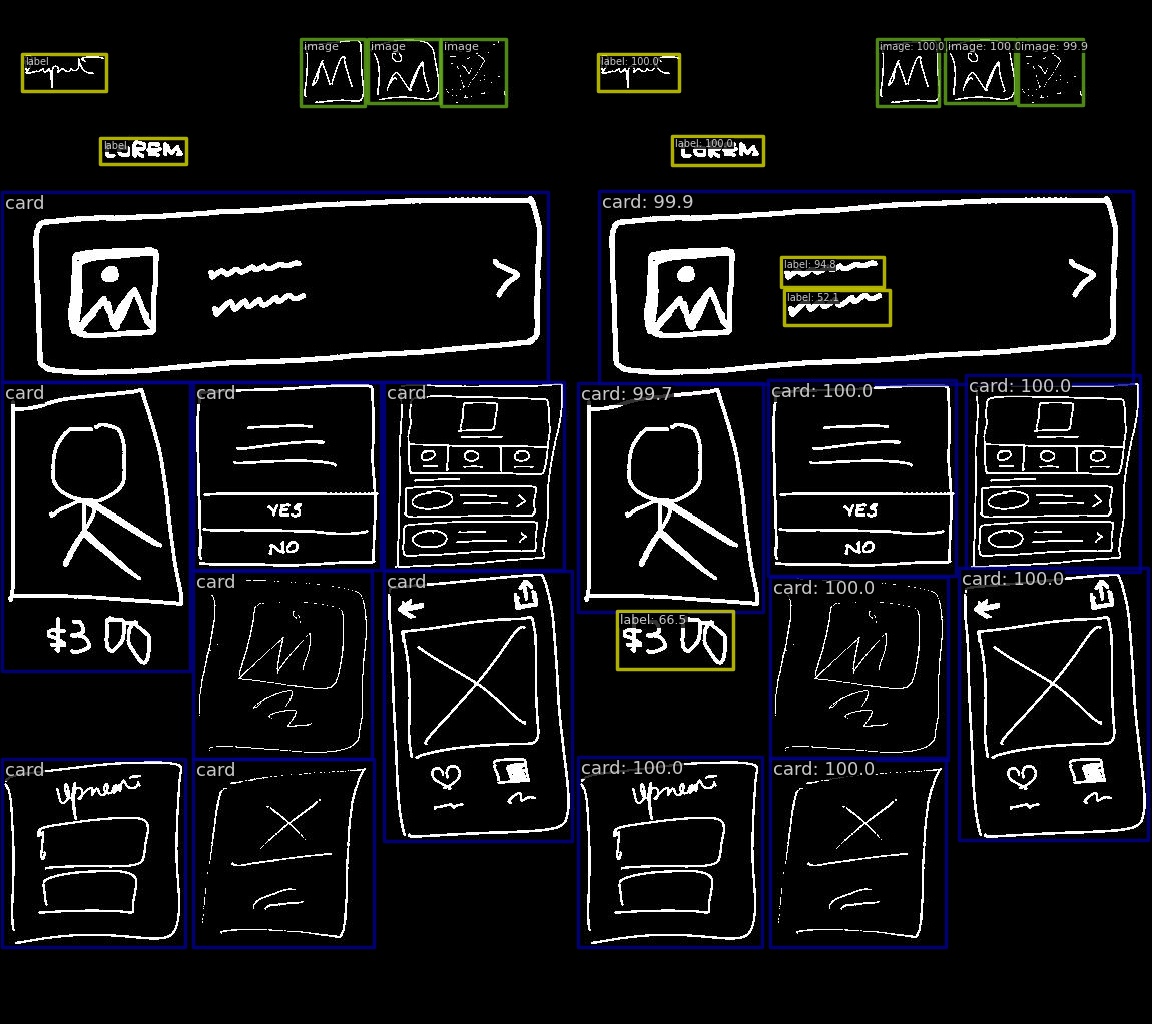 label image image image label: 100.0 image: 100.0 image: 100.0 image: 99.9
label LOREM label: 100.0 LOREM
card card: 99.9
label: 94.8
label: 52.1
card card card card: 99.7 card: 100.0 card: 100.0
YES YES
NO NO
card card card: 100.0 card: 100.0
$300 label: 66.5 $300
card card card: 100.0 card: 100.0